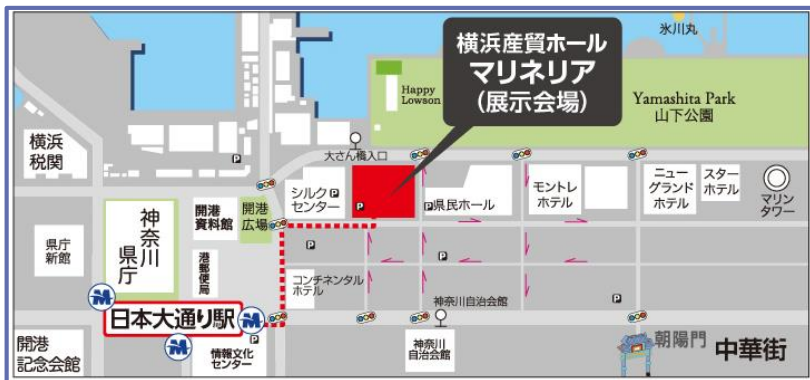 氷川丸
横浜産貿ホール
マリネリア
(展示会場)
Happy
Lowson
Yamashita Park
山下公園
大さん橋入口
横浜
税関
シルク P
センター
P
P
P 県民ホール
モントレ
ホテル
ニュー
グランド
ホテル
スター
ホテル
マリン
タワー
神奈川
県庁
開港
資料館
開港
広場
県庁
新館
港郵便局
P
P
コンチネンタル
ホテル
神奈川自治会館
P
日本大通り駅
開港
記念会館
情報文化
センター
P
神奈川
自治会館
朝陽門
中華街